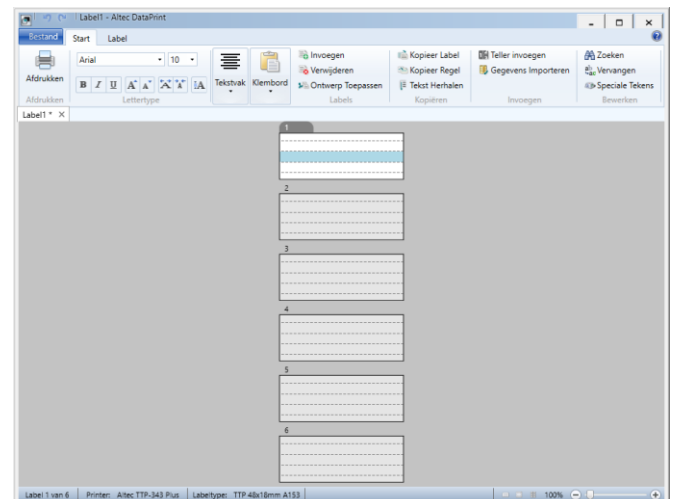 Label1 - Altec DataPrint
Bestand Start Label
Afdrukken
Arial 10
B I U A A A A IA
Tekstvak
Klembord
Invoegen
Verwijderen
Ontwerp Toepassen
Kopieer Label
Kopieer Regel
Tekst Herhalen
Teller invoegen
Gegevens Importeren
Zoeken
Vervangen
Speciale Tekens
Afdrukken Lettertype Labels Kopiëren Invoegen Bewerken
Label1 * X
1
2
3
4
5
6
Label 1 van 6 Printer: Altec TTP-343 Plus Labeltype: TTP 48x18mm A153 100%